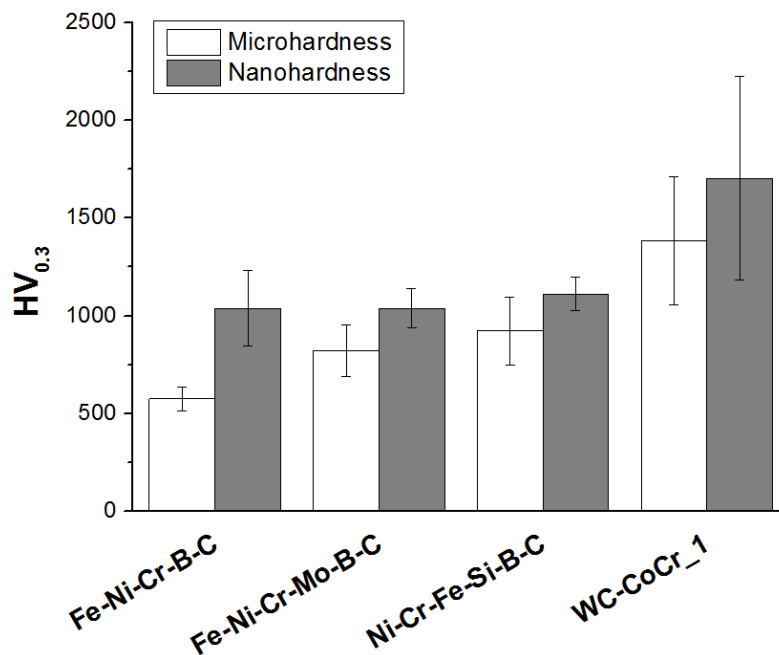 2500
Microhardness
Nanohardness
2000
1500
HV0.3
1000
500
0
Fe-Ni-Cr-B-C
Fe-Ni-Cr-Mo-B-C
Ni-Cr-Fe-Si-B-C
WC-CoCr_1